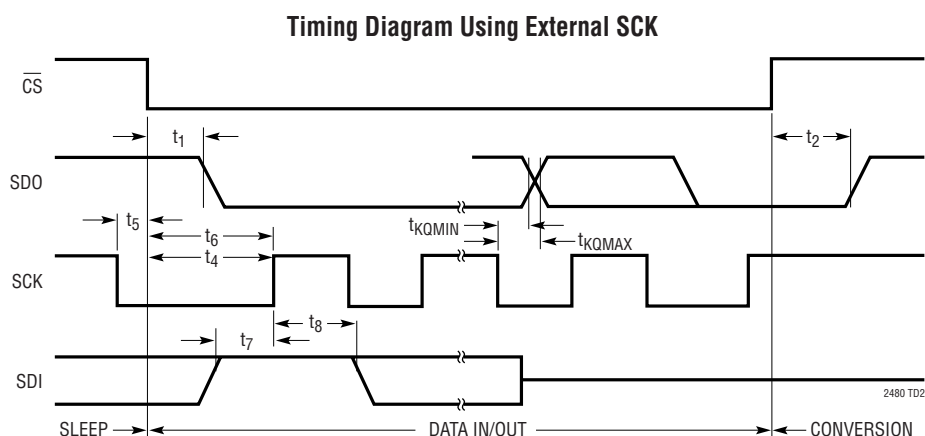 Timing Diagram Using External SCK
C̅S̅
t1
t2
SDO
t5
t6
tKQMIN
tKQMAX
t4
SCK
t7
t8
SDI
2480 TD2
SLEEP
DATA IN/OUT
CONVERSION